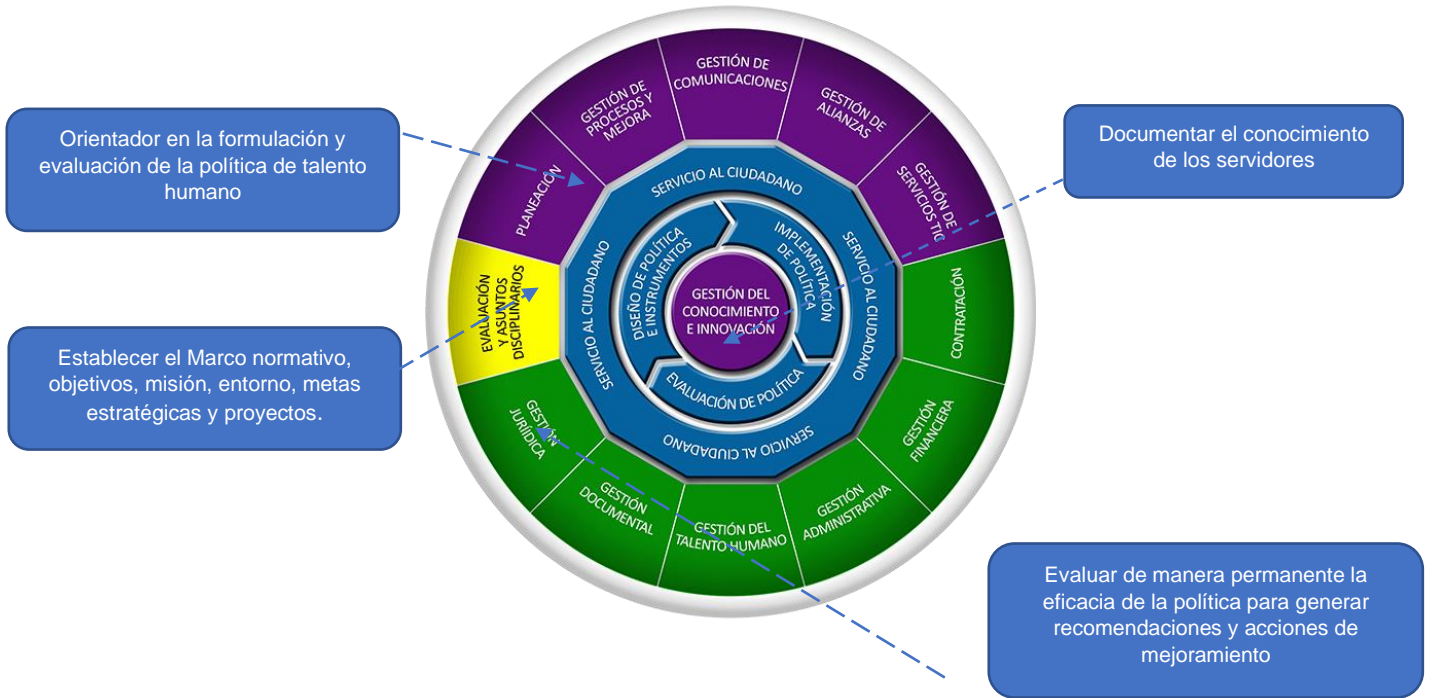 GESTIÓN DE
COMUNICACIONES
GESTIÓN DE
PROCESOS Y
MEJORA
GESTIÓN DE
ALIANZAS
Orientador en la formulación y
evaluación de la política de talento
humano
Documentar el conocimiento
de los servidores
PLANEACIÓN
SERVICIO AL CIUDADANO
GESTIÓN DE
SERVICIOS TIC
EVALUACIÓN
Y ASUNTOS
DISCIPLINARIOS
SERVICIO AL CIUDADANO
DISEÑO DE POLÍTICA
E INSTRUMENTOS
IMPLEMENTACIÓN
DE POLÍTICA
SERVICIO AL CIUDADANO
GESTIÓN DEL
CONOCIMIENTO
E INNOVACIÓN
CONTRATACIÓN
Establecer el Marco normativo,
objetivos, misión, entorno, metas
estratégicas y proyectos.
EVALUACIÓN DE POLÍTICA
SERVICIO AL CIUDADANO
GESTIÓN
JURÍIDICA
GESTIÓN
FINANCIERA
GESTIÓN
DOCUMENTAL
GESTIÓN DEL
TALENTO HUMANO
GESTIÓN
ADMINISTRATIVA
Evaluar de manera permanente la
eficacia de la política para generar
recomendaciones y acciones de
mejoramiento